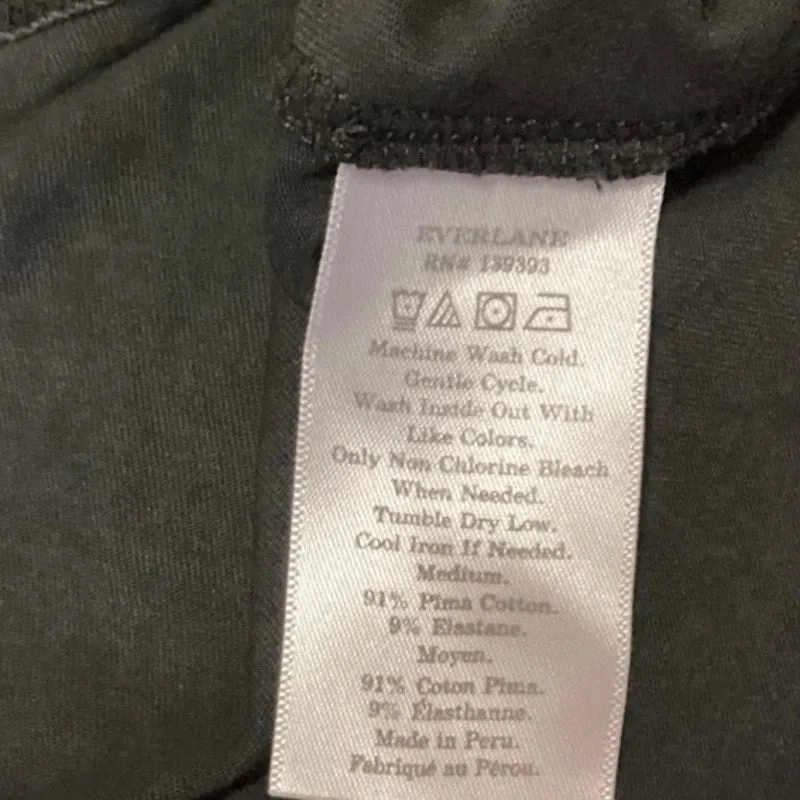 EVERLANE
RN# 139393
Machine Wash Cold.
Gentle Cycle.
Wash Inside Out With
Like Colors.
Only Non Chlorine Bleach
When Needed.
Tumble Dry Low.
Cool Iron If Needed.
Medium.
91% Pima Cotton.
9% Elastane.
Moyen.
91% Coton Pima.
9% Élasthanne.
Made in Peru.
Fabriqué au Pérou.